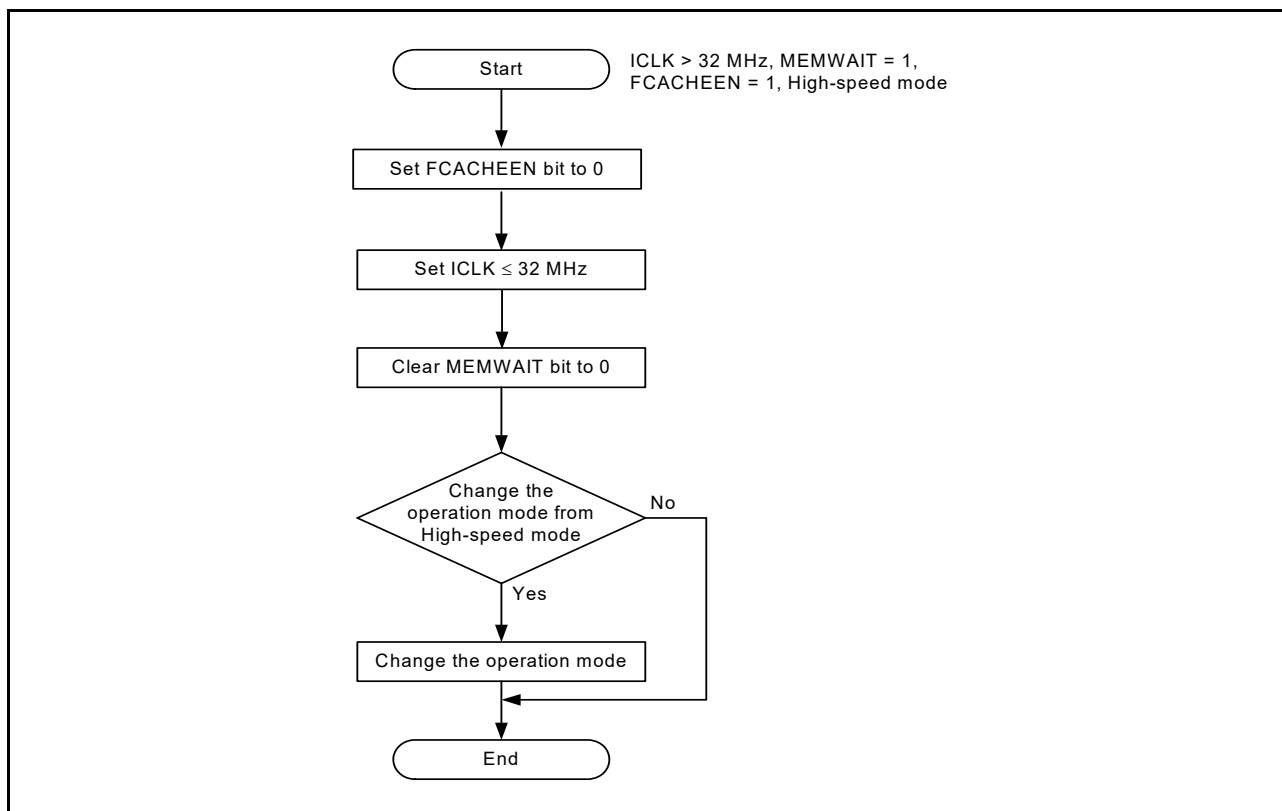 Start
ICLK > 32 MHz, MEMWAIT = 1,
FCACHEEN = 1, High-speed mode
Set FCACHEEN bit to 0
Set ICLK ≤ 32 MHz
Clear MEMWAIT bit to 0
Change the
operation mode from
High-speed mode
No
Yes
Change the operation mode
End